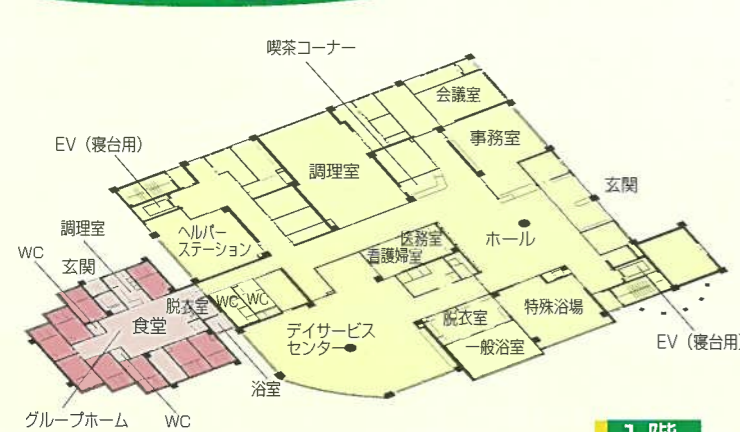 喫茶コーナー
会議室
事務室
EV（寝台用）
調理室
玄関
ヘルパー
ステーション
調理室
医務室
看護婦室
ホール
WC
玄関
脱衣室
WC
WC
食堂
デイサービス
センター
脱衣室
特殊浴場
一般浴室
EV（寝台用）
浴室
グループホーム
WC
1階